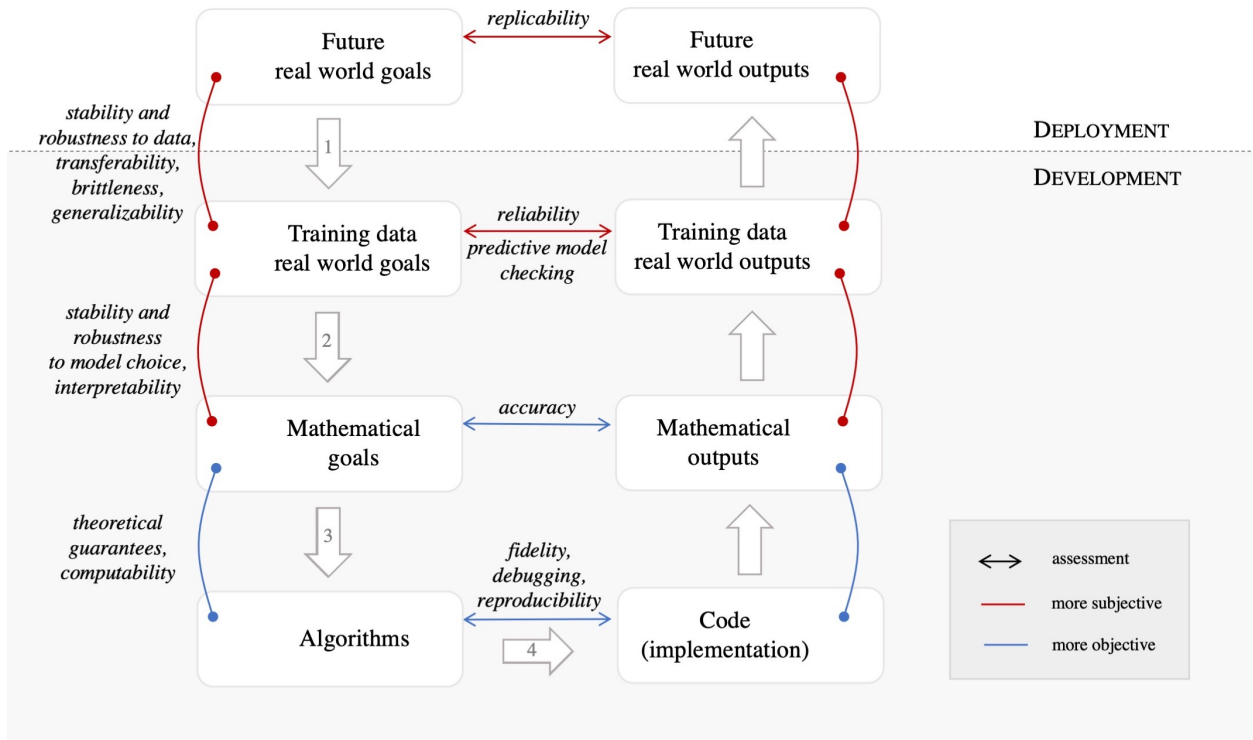 Future
real world goals
replicability
Future
real world outputs
stability and
robustness to data,
transferability,
brittleness,
generalizability
1
DEPLOYMENT
DEVELOPMENT
Training data
real world goals
reliability
predictive model
checking
Training data
real world outputs
stability and
robustness
to model choice,
interpretability
2
Mathematical
goals
accuracy
Mathematical
outputs
theoretical
guarantees,
computability
3
fidelity,
debugging,
reproducibility
Algorithms
4
Code
(implementation)
assessment
more subjective
more objective